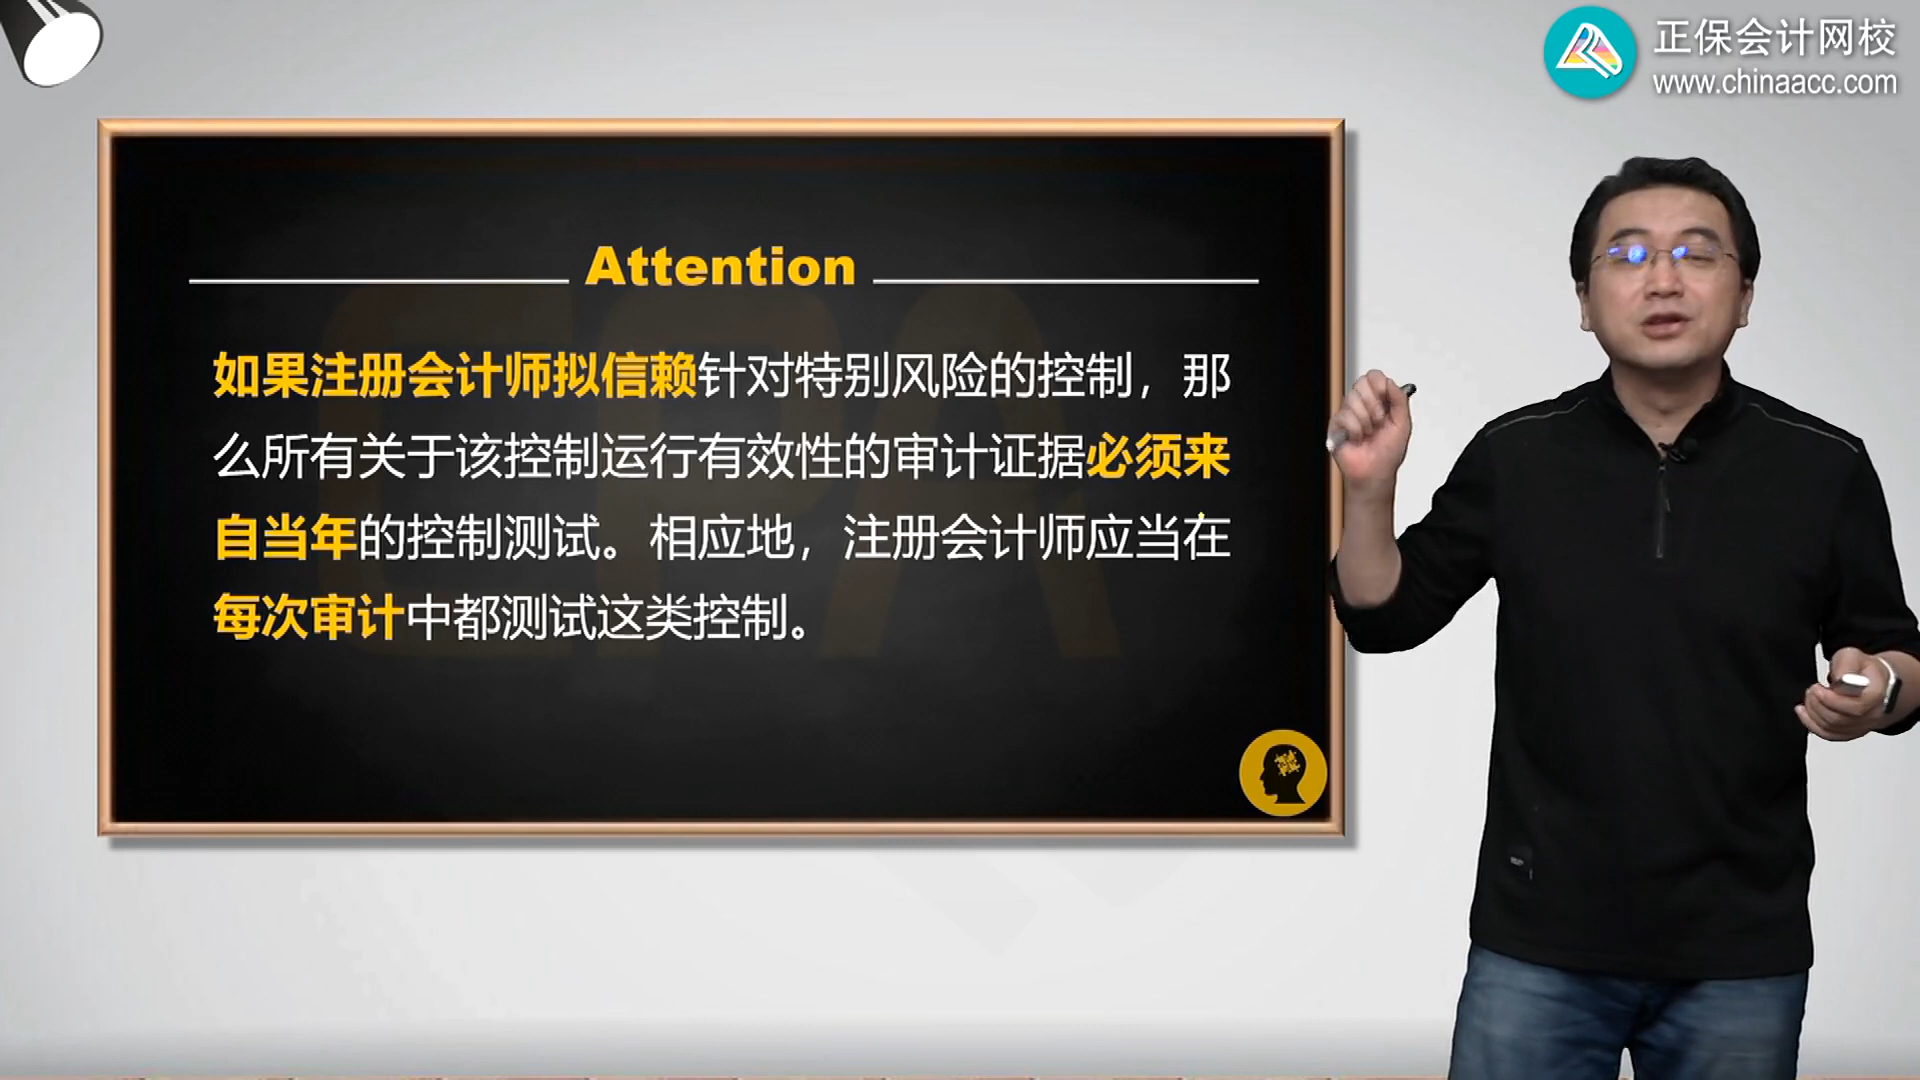 正保会计网校
www.chinaacc.com
Attention
如果注册会计师拟信赖针对特别风险的控制，那
么所有关于该控制运行有效性的审计证据必须来
自当年的控制测试。相应地，注册会计师应当在
每次审计中都测试这类控制。
CPA